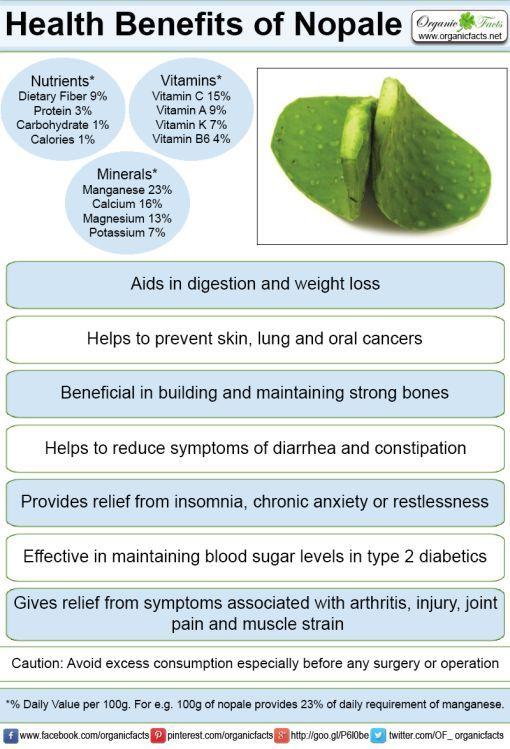 Health Benefits of Nopale
Organic Facts
www.organicfacts.net
Nutrients*
Dietary Fiber 9%
Protein 3%
Carbohydrate 1%
Calories 1%
Vitamins*
Vitamin C 15%
Vitamin A 9%
Vitamin K 7%
Vitamin B6 4%
Minerals*
Manganese 23%
Calcium 16%
Magnesium 13%
Potassium 7%
Aids in digestion and weight loss
Helps to prevent skin, lung and oral cancers
Beneficial in building and maintaining strong bones
Helps to reduce symptoms of diarrhea and constipation
Provides relief from insomnia, chronic anxiety or restlessness
Effective in maintaining blood sugar levels in type 2 diabetics
Gives relief from symptoms associated with arthritis, injury, joint
pain and muscle strain
Caution: Avoid excess consumption especially before any surgery or operation
*% Daily Value per 100g. For e.g. 100g of nopale provides 23% of daily requirement of manganese.
www.facebook.com/organicfacts pinterest.com/organicfacts http://goo.gl/P6I0be twitter.com/OF_ organicfacts